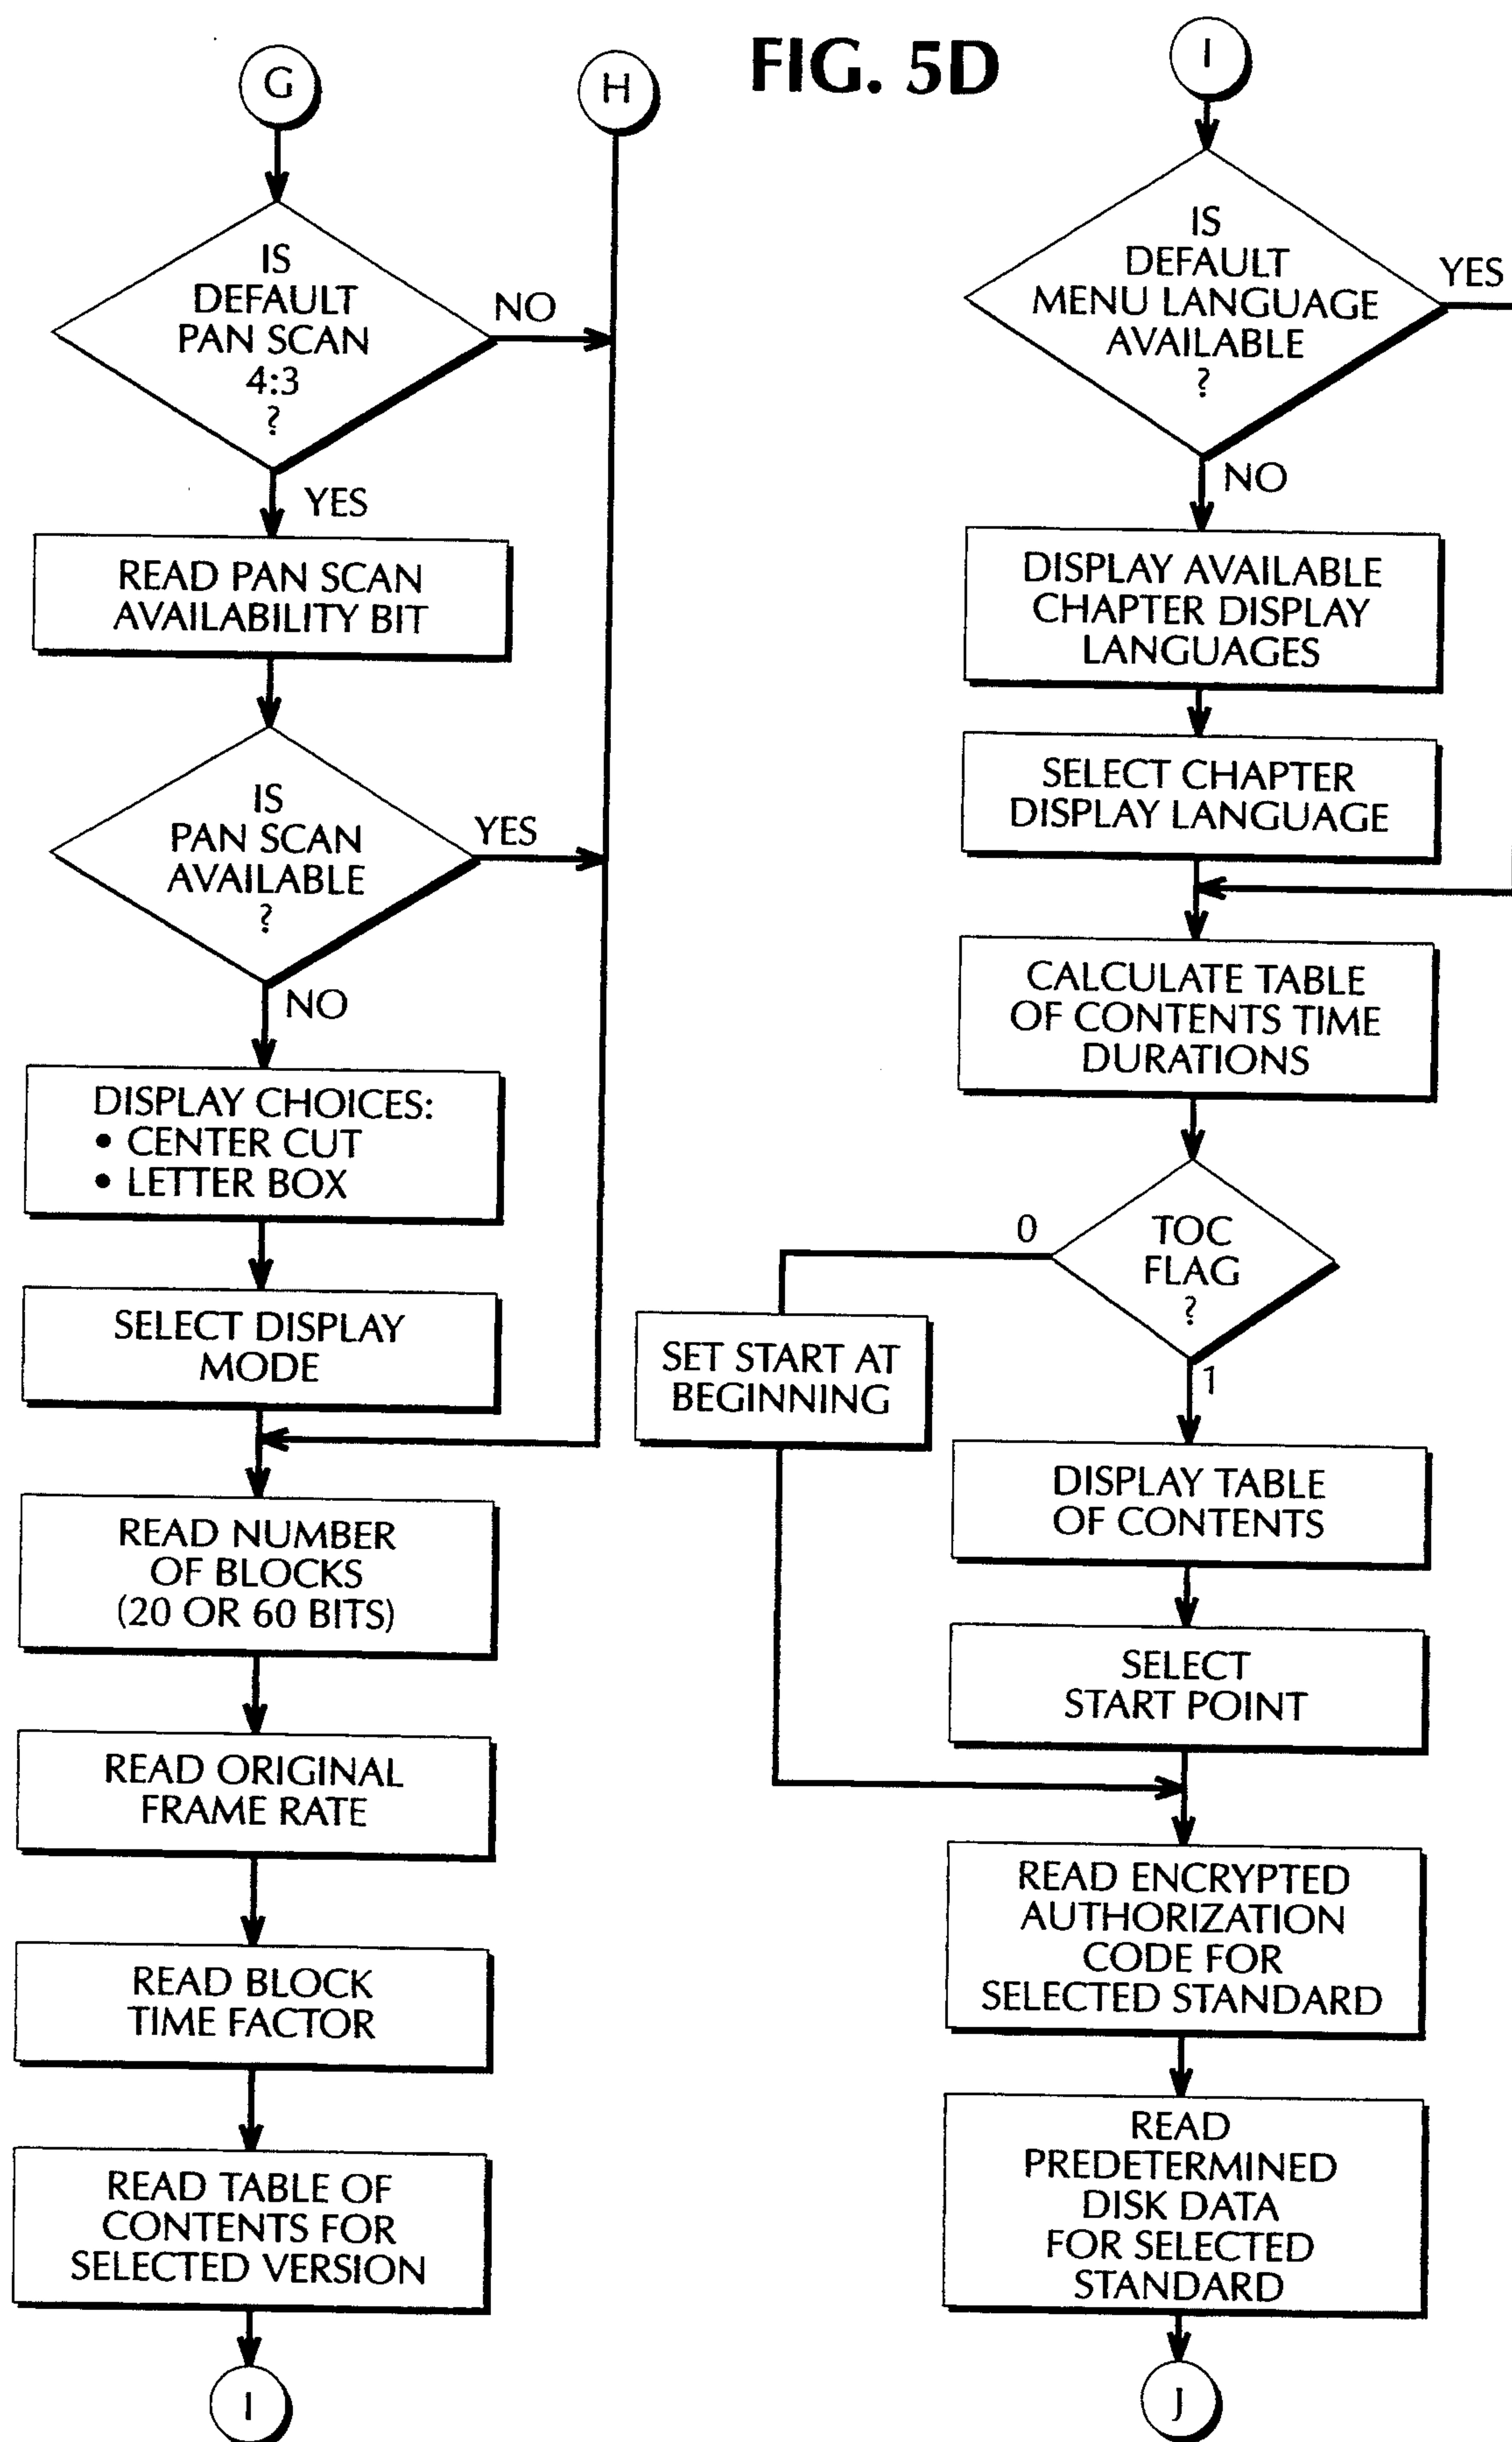 FIG. 5D
G
H
IS
DEFAULT
PAN SCAN
4:3
?
NO
YES
READ PAN SCAN
AVAILABILITY BIT
IS
PAN SCAN
AVAILABLE
?
YES
NO
DISPLAY CHOICES:
• CENTER CUT
• LETTER BOX
SELECT DISPLAY
MODE
READ NUMBER
OF BLOCKS
(20 OR 60 BITS)
READ ORIGINAL
FRAME RATE
READ BLOCK
TIME FACTOR
READ TABLE OF
CONTENTS FOR
SELECTED VERSION
I
I
IS
DEFAULT
MENU LANGUAGE
AVAILABLE
?
YES
NO
DISPLAY AVAILABLE
CHAPTER DISPLAY
LANGUAGES
SELECT CHAPTER
DISPLAY LANGUAGE
CALCULATE TABLE
OF CONTENTS TIME
DURATIONS
TOC
FLAG
?
0
1
SET START AT
BEGINNING
DISPLAY TABLE
OF CONTENTS
SELECT
START POINT
READ ENCRYPTED
AUTHORIZATION
CODE FOR
SELECTED STANDARD
READ
PREDETERMINED
DISK DATA
FOR SELECTED
STANDARD
J